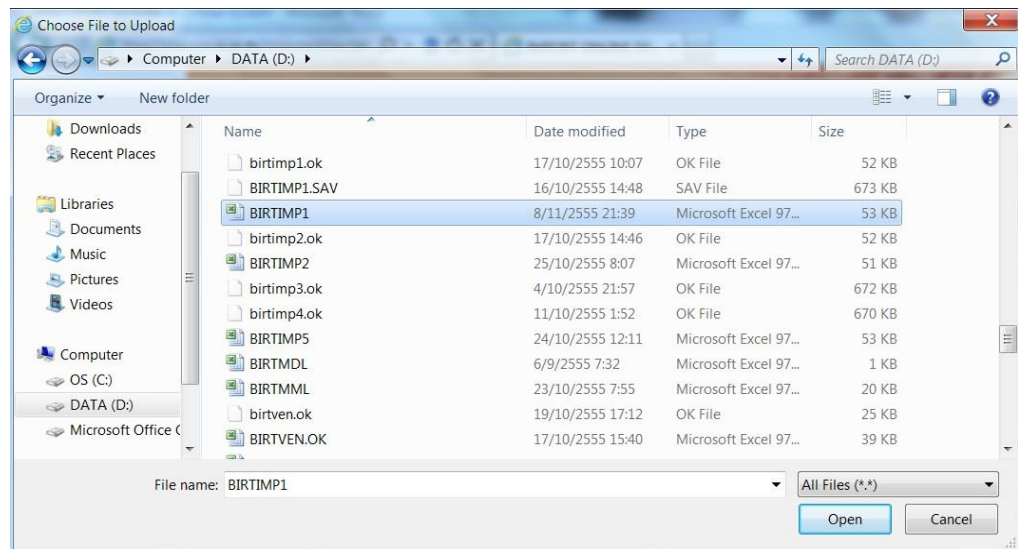 Choose File to Upload
Computer DATA (D:)
Search DATA (D:)
Organize New folder
Downloads
Recent Places
Libraries
Documents
Music
Pictures
Videos
Computer
OS (C:)
DATA (D:)
Microsoft Office
Name Date modified Type Size
birtimp1.ok 17/10/2555 10:07 OK File 52 KB
BIRTIMP1.SAV 16/10/2555 14:48 SAV File 673 KB
BIRTIMP1 8/11/2555 21:39 Microsoft Excel 97... 53 KB
birtimp2.ok 17/10/2555 14:46 OK File 52 KB
BIRTIMP2 25/10/2555 8:07 Microsoft Excel 97... 51 KB
birtimp3.ok 4/10/2555 21:57 OK File 672 KB
birtimp4.ok 11/10/2555 1:52 OK File 670 KB
BIRTIMP5 24/10/2555 12:11 Microsoft Excel 97... 53 KB
BIRTMDL 6/9/2555 7:32 Microsoft Excel 97... 1 KB
BIRTMML 23/10/2555 7:55 Microsoft Excel 97... 20 KB
birtven.ok 19/10/2555 17:12 OK File 25 KB
BIRTVEN.OK 17/10/2555 15:40 Microsoft Excel 97... 39 KB
File name: BIRTIMP1 All Files (*.*)
Open Cancel